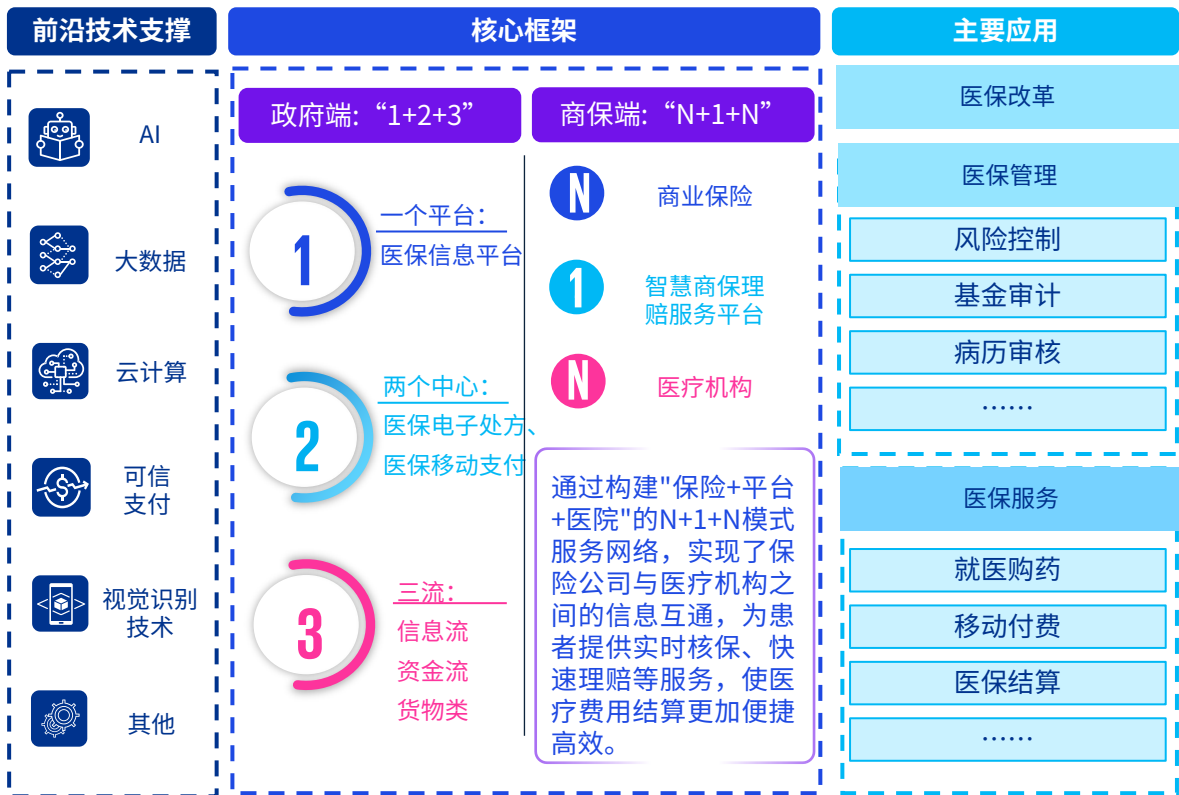 前沿技术支撑
AI
大数据
云计算
可信
支付
视觉识别
技术
其他
核心框架
政府端:“1+2+3”
1
一个平台：
医保信息平台
2
两个中心：
医保电子处方、
医保移动支付
3
三流：
信息流
资金流
货物类
商保端:“N+1+N”
N
商业保险
1
智慧商保理
赔服务平台
N
医疗机构
通过构建"保险+平台
+医院"的N+1+N模式
服务网络，实现了保
险公司与医疗机构之
间的信息互通，为患
者提供实时核保、快
速理赔等服务，使医
疗费用结算更加便捷
高效。
主要应用
医保改革
医保管理
风险控制
基金审计
病历审核
……
医保服务
就医购药
移动付费
医保结算
……